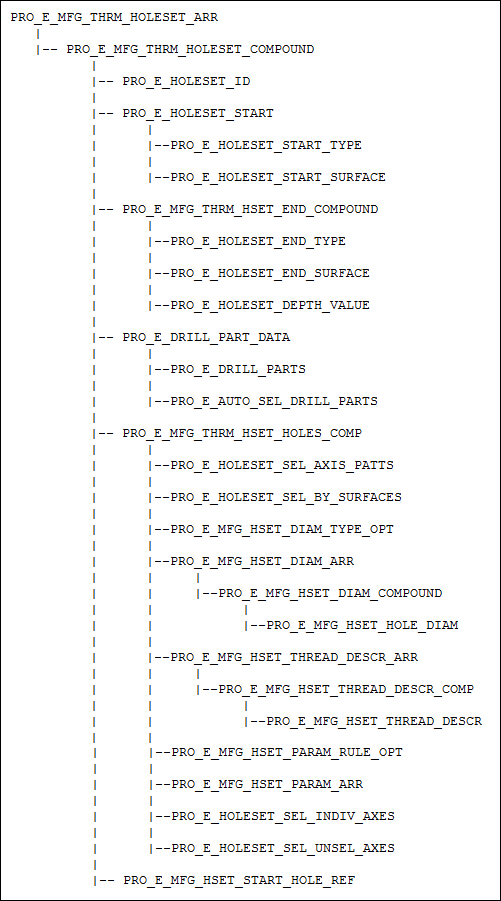 PRO_E_MFG_THRM_HOLESET_ARR
|-- PRO_E_MFG_THRM_HOLESET_COMPOUND
|-- PRO_E_HOLESET_ID
|-- PRO_E_HOLESET_START
|--PRO_E_HOLESET_START_TYPE
|--PRO_E_HOLESET_START_SURFACE
|-- PRO_E_MFG_THRM_HSET_END_COMPOUND
|--PRO_E_HOLESET_END_TYPE
|--PRO_E_HOLESET_END_SURFACE
|--PRO_E_HOLESET_DEPTH_VALUE
|-- PRO_E_DRILL_PART_DATA
|--PRO_E_DRILL_PARTS
|--PRO_E_AUTO_SEL_DRILL_PARTS
|-- PRO_E_MFG_THRM_HSET_HOLES_COMP
|--PRO_E_HOLESET_SEL_AXIS_PATTS
|--PRO_E_HOLESET_SEL_BY_SURFACES
|--PRO_E_MFG_HSET_DIAM_TYPE_OPT
|--PRO_E_MFG_HSET_DIAM_ARR
|--PRO_E_MFG_HSET_DIAM_COMPOUND
|--PRO_E_MFG_HSET_HOLE_DIAM
|--PRO_E_MFG_HSET_THREAD_DESCR_ARR
|--PRO_E_MFG_HSET_THREAD_DESCR_COMP
|--PRO_E_MFG_HSET_THREAD_DESCR
|--PRO_E_MFG_HSET_PARAM_RULE_OPT
|--PRO_E_MFG_HSET_PARAM_ARR
|--PRO_E_HOLESET_SEL_INDIV_AXES
|--PRO_E_HOLESET_SEL_UNSEL_AXES
|-- PRO_E_MFG_HSET_START_HOLE_REF